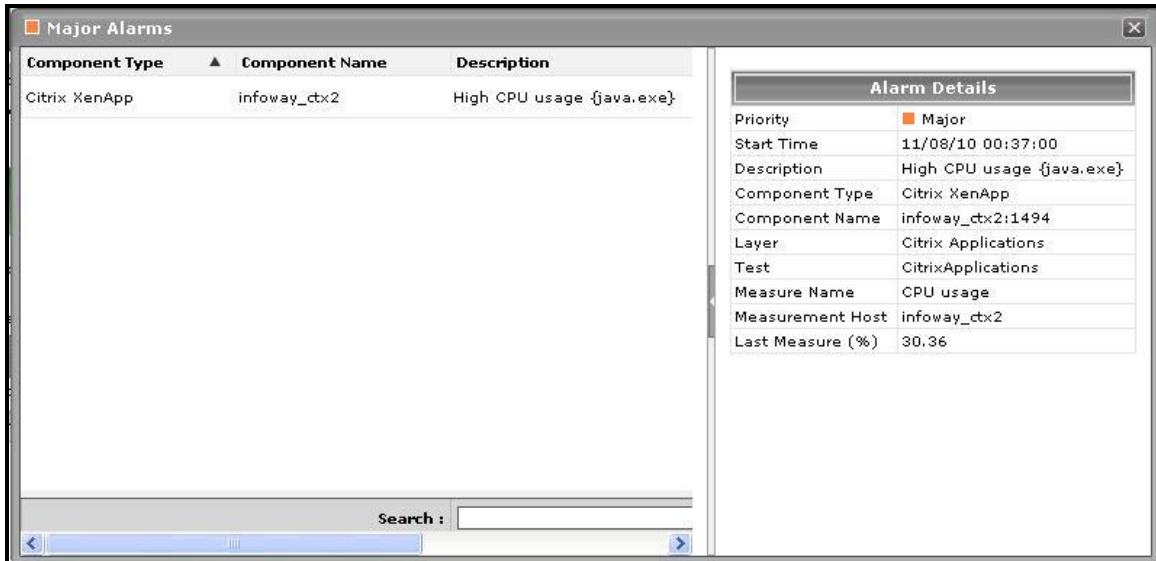 Major Alarms
Component Type Component Name Description
Citrix XenApp infoway_ctx2 High CPU usage {java.exe}
Search :
Alarm Details
Priority Major
Start Time 11/08/10 00:37:00
Description High CPU usage {java.exe}
Component Type Citrix XenApp
Component Name infoway_ctx2:1494
Layer Citrix Applications
Test CitrixApplications
Measure Name CPU usage
Measurement Host infoway_ctx2
Last Measure (%) 30.36